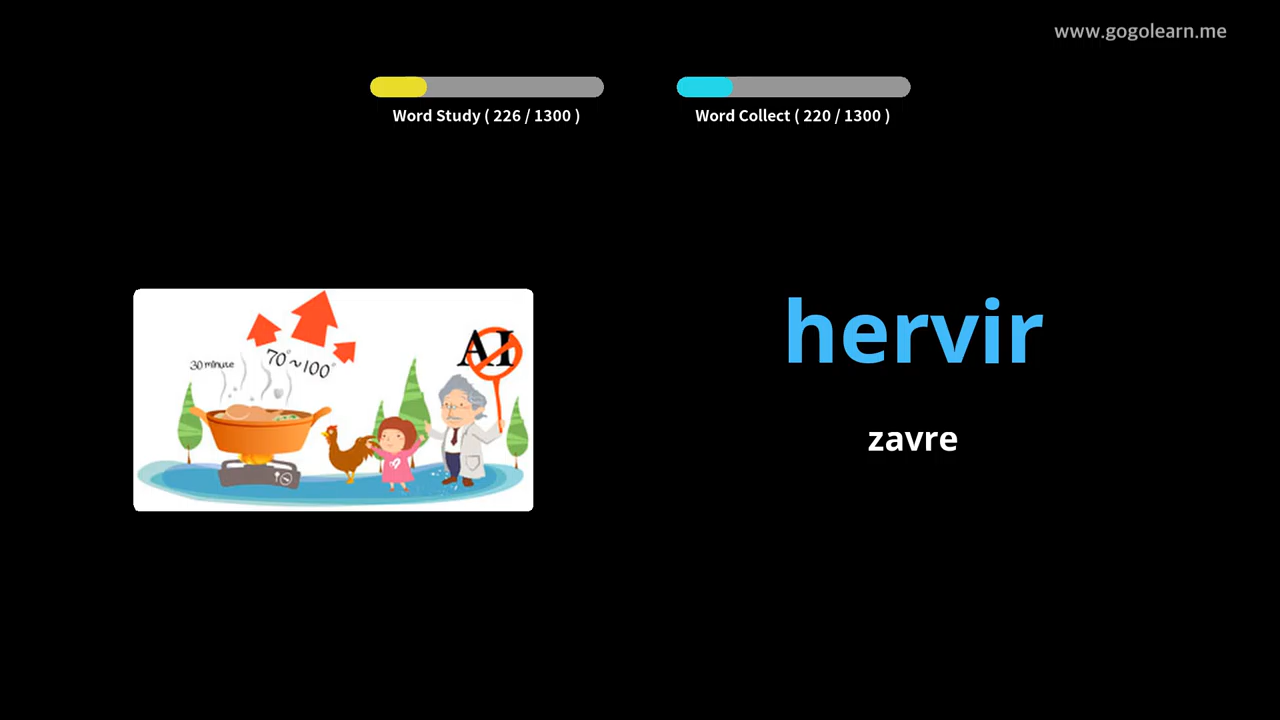 www.gogolearn.me
Word Study ( 226 / 1300 )
Word Collect ( 220 / 1300 )
30 minute
70°~100°
AI
hervir
zavre